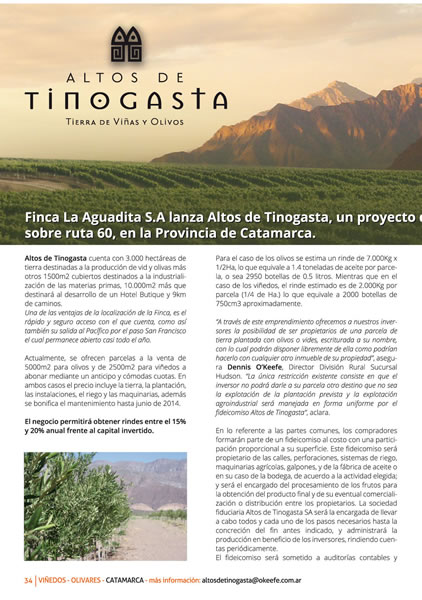 ALTOS DE
TINOGASTA
TIERRA DE VIÑAS Y OLIVOS
Finca La Aguadita S.A lanza Altos de Tinogasta, un proyecto
sobre ruta 60, en la Provincia de Catamarca.
Altos de Tinogasta cuenta con 3.000 hectáreas de
tierra destinadas a la producción de vid y olivas más
otros 1500m2 cubiertos destinados a la industriali-
zación de las materias primas, 10.000m2 más que
destinará al desarrollo de un Hotel Butique y 9km
de caminos.
Una de las ventajas de la localización de la Finca, es el
rápido y seguro acceso con el que cuenta, como así
también su salida al Pacífico por el paso San Francisco
el cual permanece abierto casi todo el año.
Actualmente, se ofrecen parcelas a la venta de
5000m2 para olivos y de 2500m2 para viñedos a
abonar mediante un anticipo y cómodas cuotas. En
ambos casos el precio incluye la tierra, la plantación,
las instalaciones, el riego y las maquinarias, además
se bonifica el mantenimiento hasta junio de 2014.
El negocio permitirá obtener rindes entre el 15%
y 20% anual frente al capital invertido.
Para el caso de los olivos se estima un rinde de 7.000Kg x
1/2Ha, lo que equivale a 1.4 toneladas de aceite por parce-
la, o sea 2950 botellas de 0.5 litros. Mientras que en el
caso de los viñedos, el rinde estimado es de 2.000Kg por
parcela (1/4 de Ha.) lo que equivale a 2000 botellas de
750cm3 aproximadamente.
"A través de este emprendimiento ofrecemos a nuestros inver-
sores la posibilidad de ser propietarios de una parcela de
tierra plantada con olivos o vides, escriturada a su nombre,
con lo cual podrán disponer libremente de ella como podrían
hacerlo con cualquier otro inmueble de su propiedad", asegu-
ra Dennis O'Keefe, Director División Rural Sucursal
Hudson. "La única restricción existente consiste en que el
inversor no podrá darle a su parcela otro destino que no sea
la explotación de la plantación prevista y la explotación
agroindustrial será manejada en forma uniforme por el
fideicomiso Altos de Tinogasta", aclara.
En lo referente a las partes comunes, los compradores
formarán parte de un fideicomiso al costo con una partici-
pación proporcional a su superficie. Este fideicomiso será
propietario de las calles, perforaciones, sistemas de riego,
maquinarias agrícolas, galpones, y de la fábrica de aceite o
en su caso de la bodega, de acuerdo a la actividad elegida;
y será el encargado del procesamiento de los frutos para
la obtención del producto final y de su eventual comerciali-
zación o distribución entre los propietarios. La sociedad
fiduciaria Altos de Tinogasta SA será la encargada de llevar
a cabo todos y cada uno de los pasos necesarios hasta la
concreción del fin antes indicado, y administrará la
producción en beneficio de los inversores, rindiendo cuen-
tas periódicamente.
El fideicomiso será sometido a auditorías contables y
34 | VIÑEDOS - OLIVARES - CATAMARCA - más información: altosdetinogasta@okeefe.com.ar